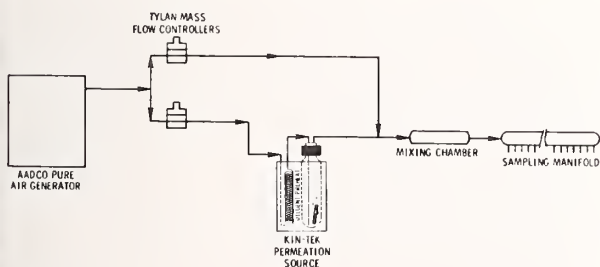 TYLAN MASS
FLOW CONTROLLERS
AADCO PURE
AIR GENERATOR
MIXING CHAMBER
SAMPLING MANIFOLD
KIN-TEK
PERMEATION
SOURCE